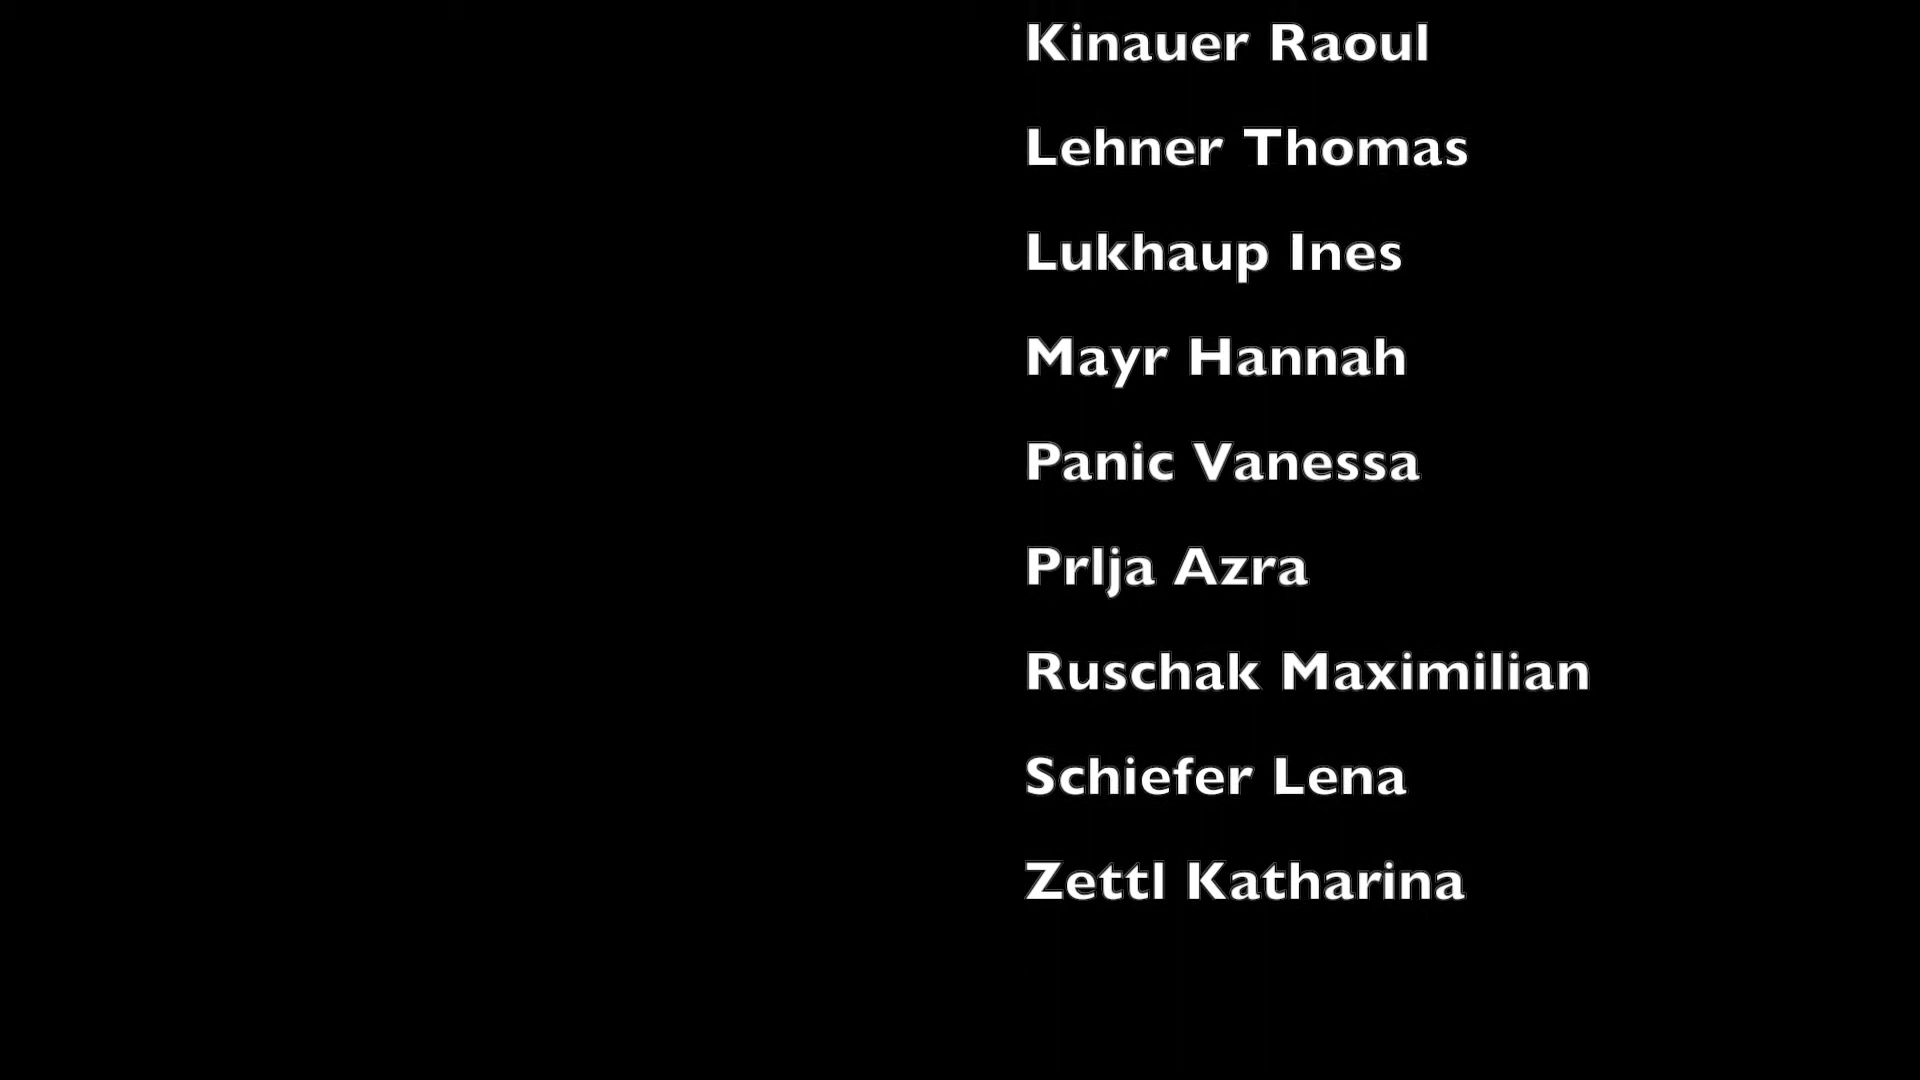 Kinauer Raoul
Lehner Thomas
Lukhaup Ines
Mayr Hannah
Panic Vanessa
Prlja Azra
Ruschak Maximilian
Schiefer Lena
Zettl Katharina